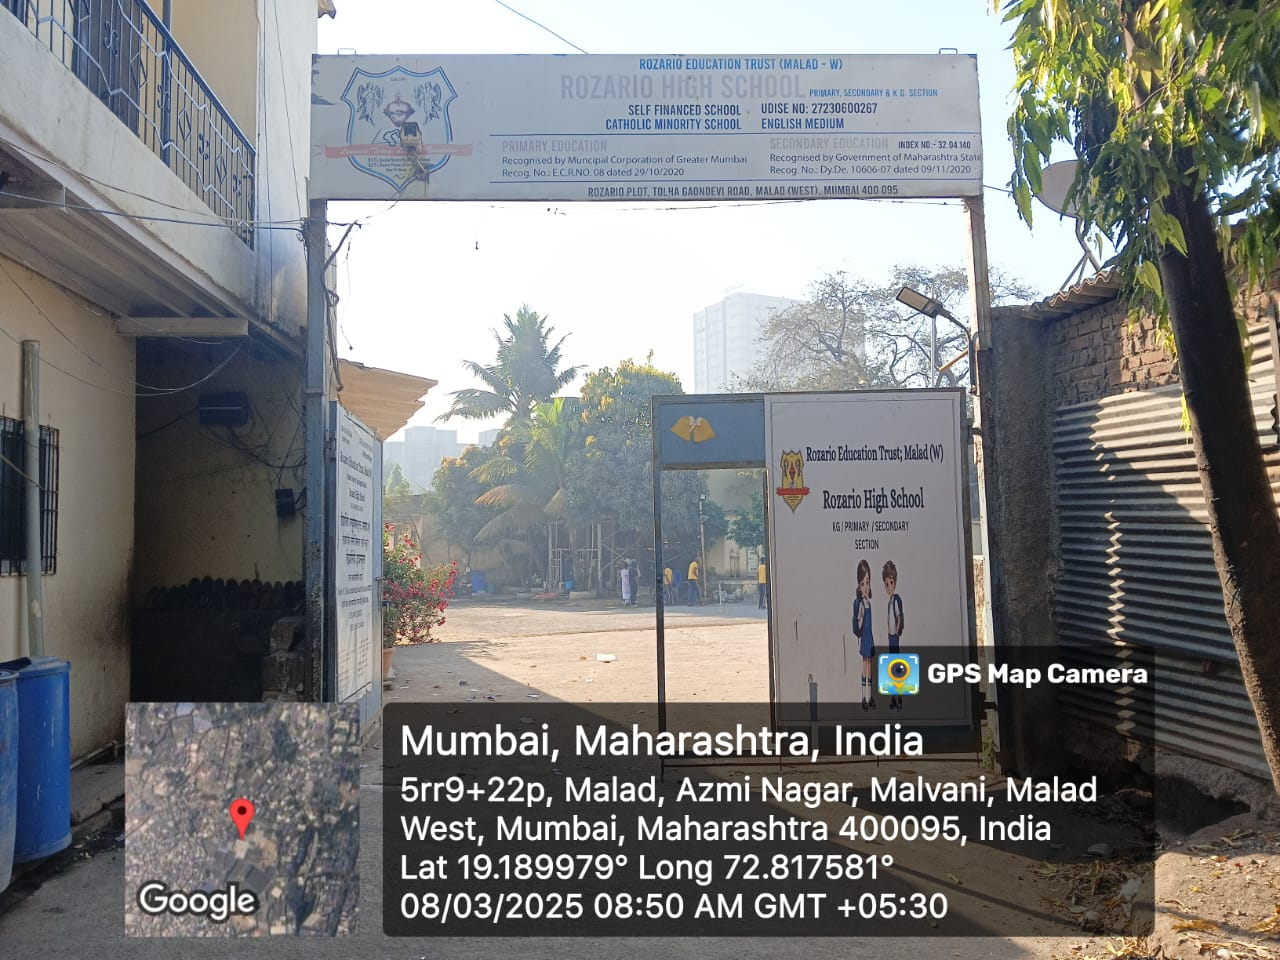 ROZARIO EDUCATION TRUST (MALAD - W)
ROZARIO HIGH SCHOOL PRIMARY, SECONDARY & K.G. SECTION
SELF FINANCED SCHOOL . UDISE NO: 27230600267
CATHOLIC MINORITY SCHOOL ENGLISH MEDIUM
PRIMARY EDUCATION
Recognised by Muncipal Corporation of Greater Mumbai
Recog. No.: E.C.R.NO. 08 dated 29/10/2020
SECONDARY EDUCATION INDEX NO:- 32.04.140
Recognised by Government of Maharashtra State
Recog. No.: Dy.De. 10606-07 dated 09/11/2020
ROZARIO PLOT, TOLHA GAONDEVI ROAD, MALAD (WEST), MUMBAI 400 095
Rozario Education Trust; Malad (W)
Rozario High School
KG / PRIMARY / SECONDARY
SECTION
GPS Map Camera
Mumbai, Maharashtra, India
5rr9+22p, Malad, Azmi Nagar, Malvani, Malad
West, Mumbai, Maharashtra 400095, India
Lat 19.189979° Long 72.817581°
08/03/2025 08:50 AM GMT +05:30
Google